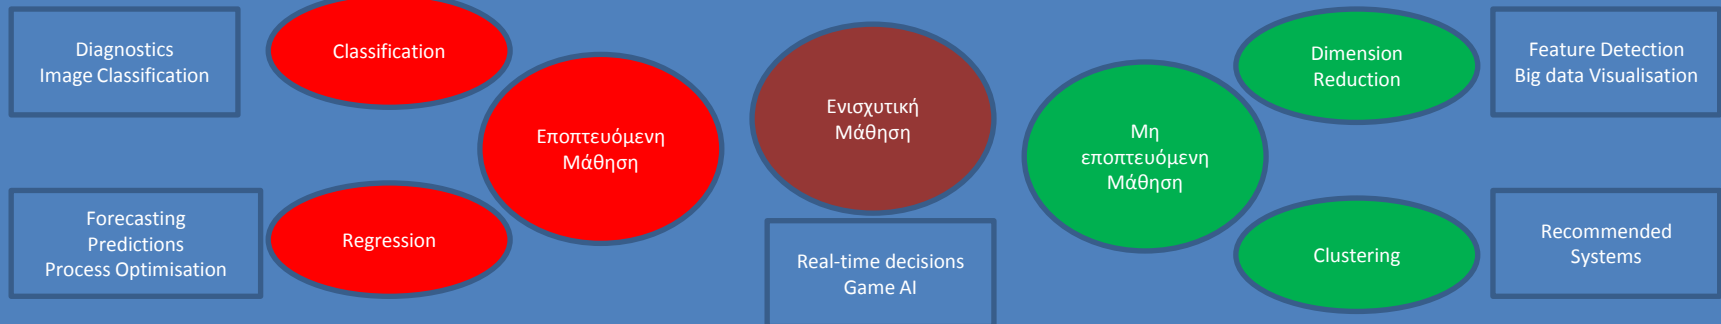 Diagnostics
Image Classification
Classification
Εποπτευόμενη
Μάθηση
Forecasting
Predictions
Process Optimisation
Regression
Ενισχυτική
Μάθηση
Real-time decisions
Game AI
Μη
εποπτευόμενη
Μάθηση
Dimension
Reduction
Feature Detection
Big data Visualisation
Clustering
Recommended
Systems